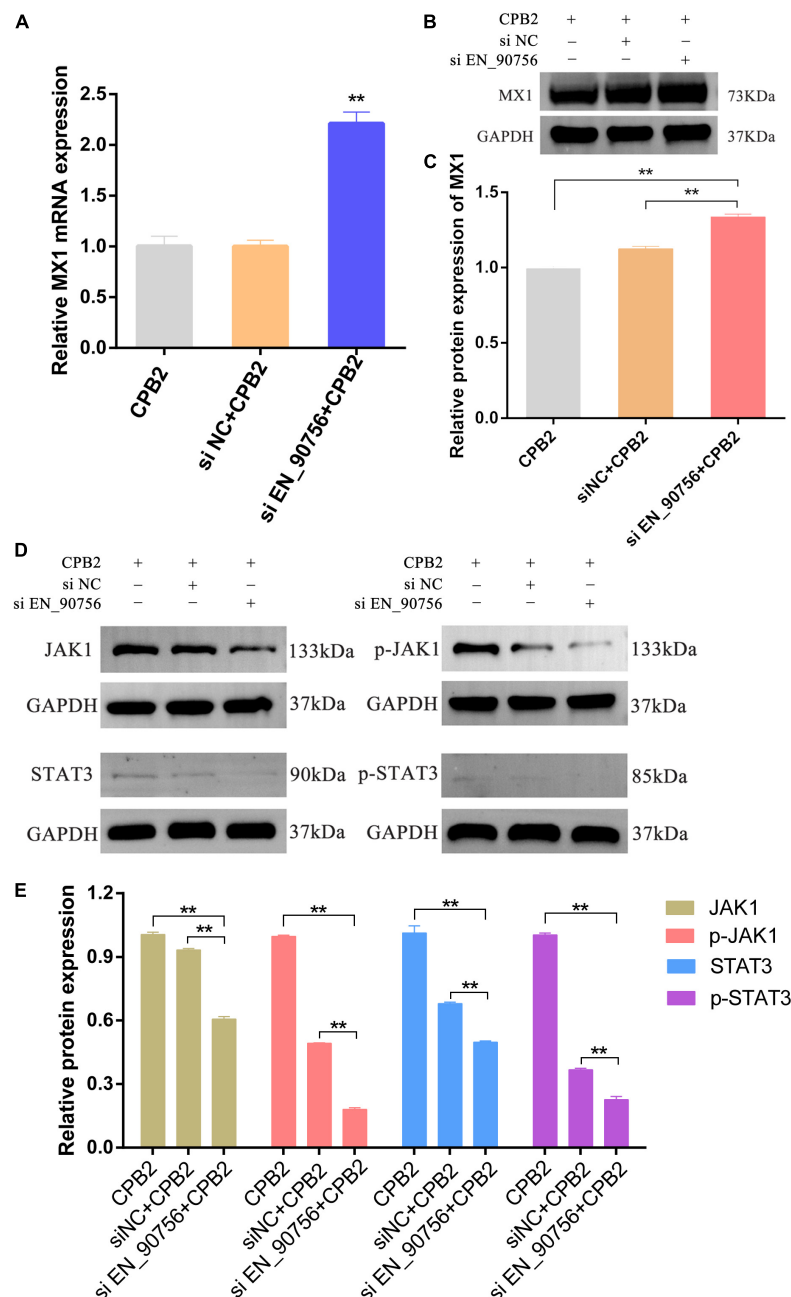 A
Relative MX1 mRNA expression
2.5
2.0
1.5
1.0
0.5
0.0
**
CPB2
si NC+CPB2
si EN_90756+CPB2
B
CPB2 + + +
si NC − + −
si EN_90756 − − +
MX1 73KDa
GAPDH 37KDa
C
Relative protein expression of MX1
1.5
1.0
0.5
0.0
**
**
CPB2
siNC+CPB2
si EN_90756+CPB2
D
CPB2 + + +
si NC − + −
si EN_90756 − − +
JAK1 133kDa
GAPDH 37kDa
STAT3 90kDa
GAPDH 37kDa
CPB2 + + +
si NC − + −
si EN_90756 − − +
p-JAK1 133kDa
GAPDH 37kDa
p-STAT3 85kDa
GAPDH 37kDa
E
Relative protein expression
1.2
0.9
0.6
0.3
0.0
** ** ** **
** ** ** **
CPB2
siNC+CPB2
si EN_90756+CPB2
CPB2
siNC+CPB2
si EN_90756+CPB2
CPB2
siNC+CPB2
si EN_90756+CPB2
CPB2
siNC+CPB2
si EN_90756+CPB2
JAK1
p-JAK1
STAT3
p-STAT3